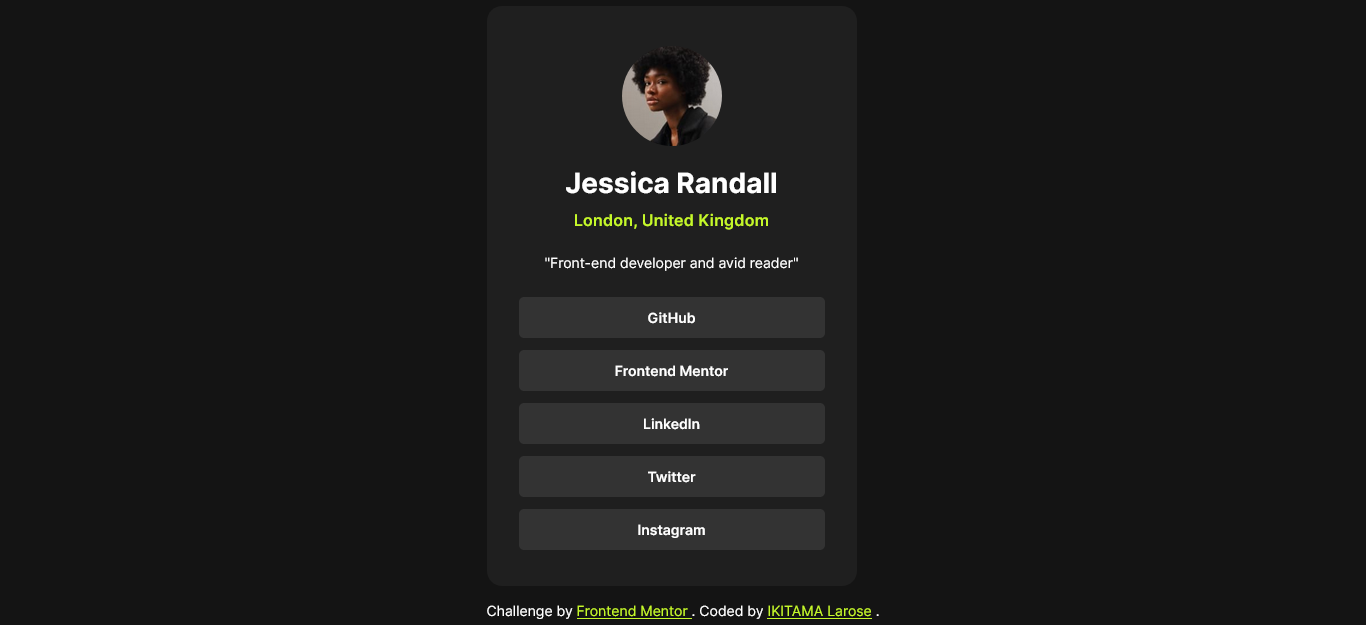 Jessica Randall
London, United Kingdom
"Front-end developer and avid reader"
GitHub
Frontend Mentor
LinkedIn
Twitter
Instagram
Challenge by Frontend Mentor . Coded by IKITAMA Larose .